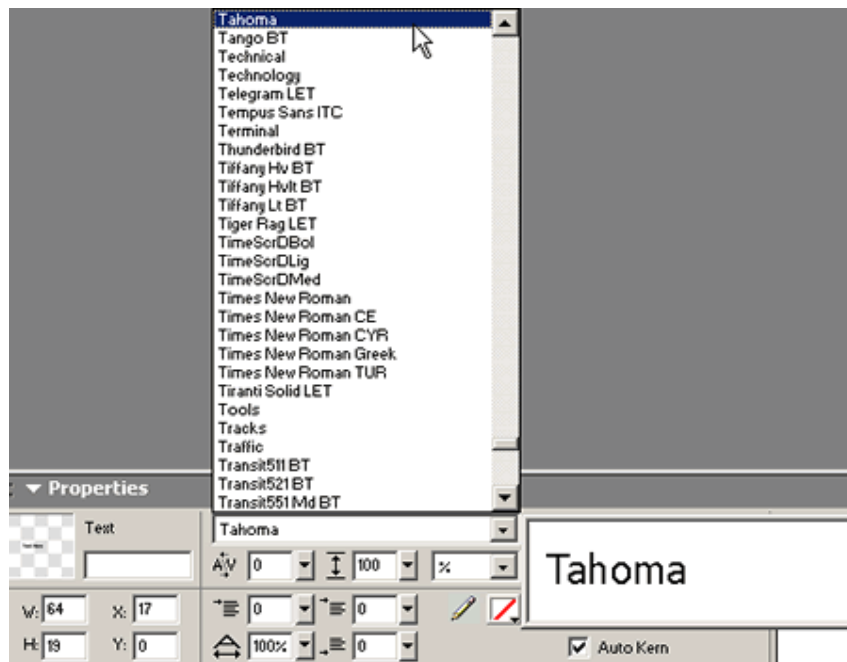 Tahoma
Tango BT
Technical
Technology
Telegram LET
Tempus Sans ITC
Terminal
Thunderbird BT
Tiffany Hv BT
Tiffany Hvlt BT
Tiffany Lt BT
Tiger Rag LET
TimeScrDBol
TimeScrDLig
TimeScrDMed
Times New Roman
Times New Roman CE
Times New Roman CYR
Times New Roman Greek
Times New Roman TUR
Tiranti Solid LET
Tools
Tracks
Traffic
Transit511 BT
Transit521 BT
Transit551 Md BT
Properties
Text
Tahoma
A|V 0 100 %
Tahoma
W: 64 X: 17 0 0
H: 19 Y: 0 100% 0 Auto Kern